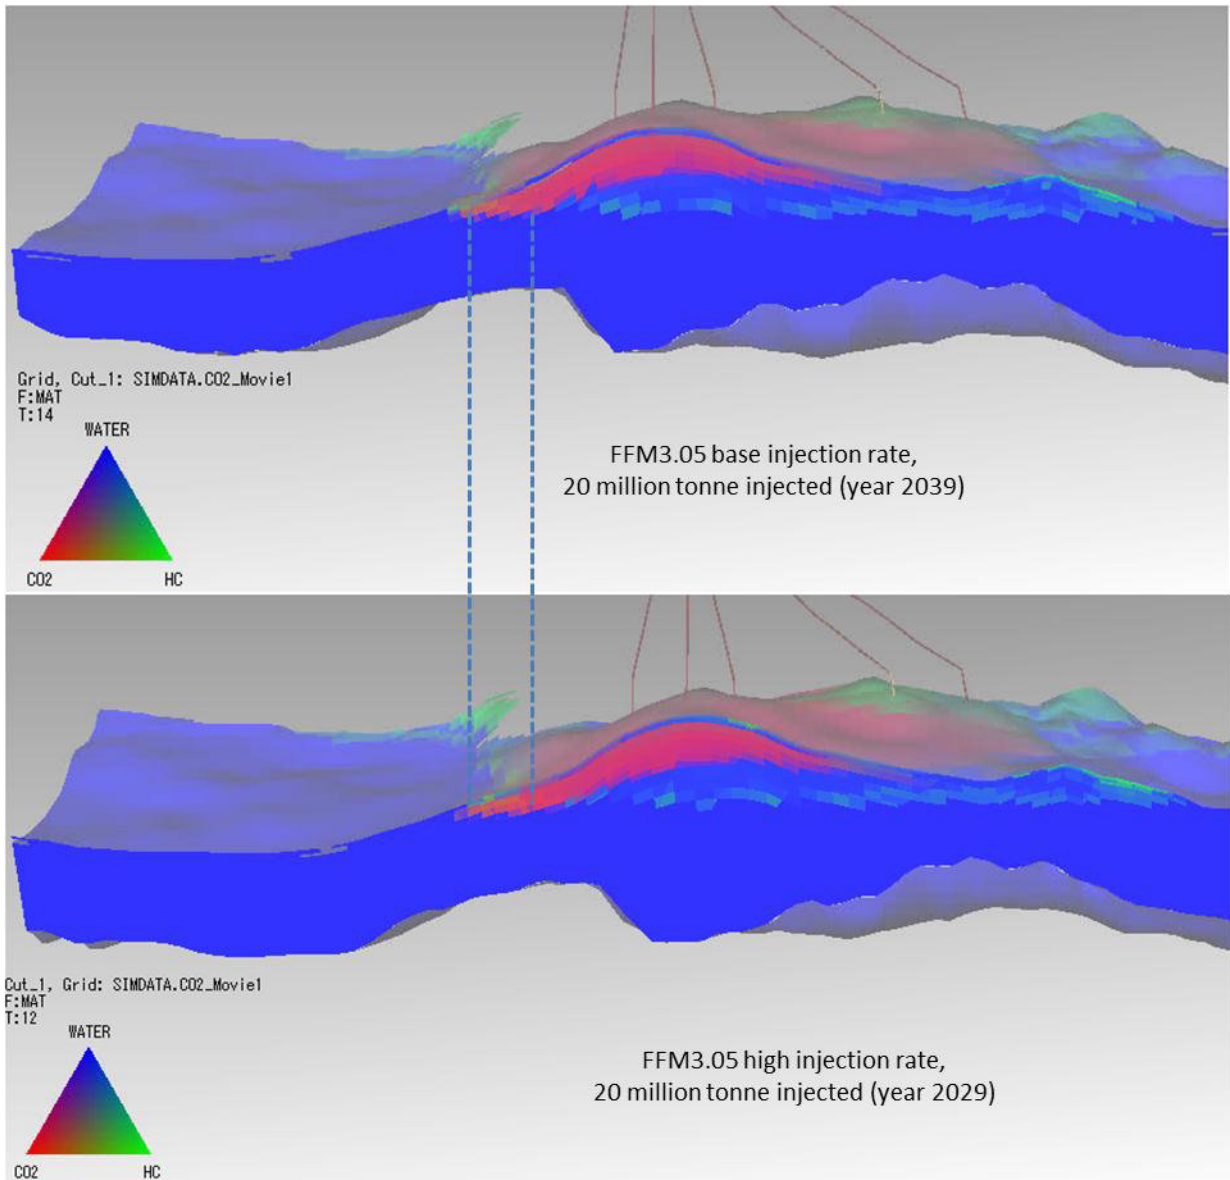 Grid, Cut_1: SIMDATA.CO2_Movie1
F:MAT
T:14
WATER
CO2 HC
FFM3.05 base injection rate,
20 million tonne injected (year 2039)
Cut_1, Grid: SIMDATA.CO2_Movie1
F:MAT
T:12
WATER
CO2 HC
FFM3.05 high injection rate,
20 million tonne injected (year 2029)